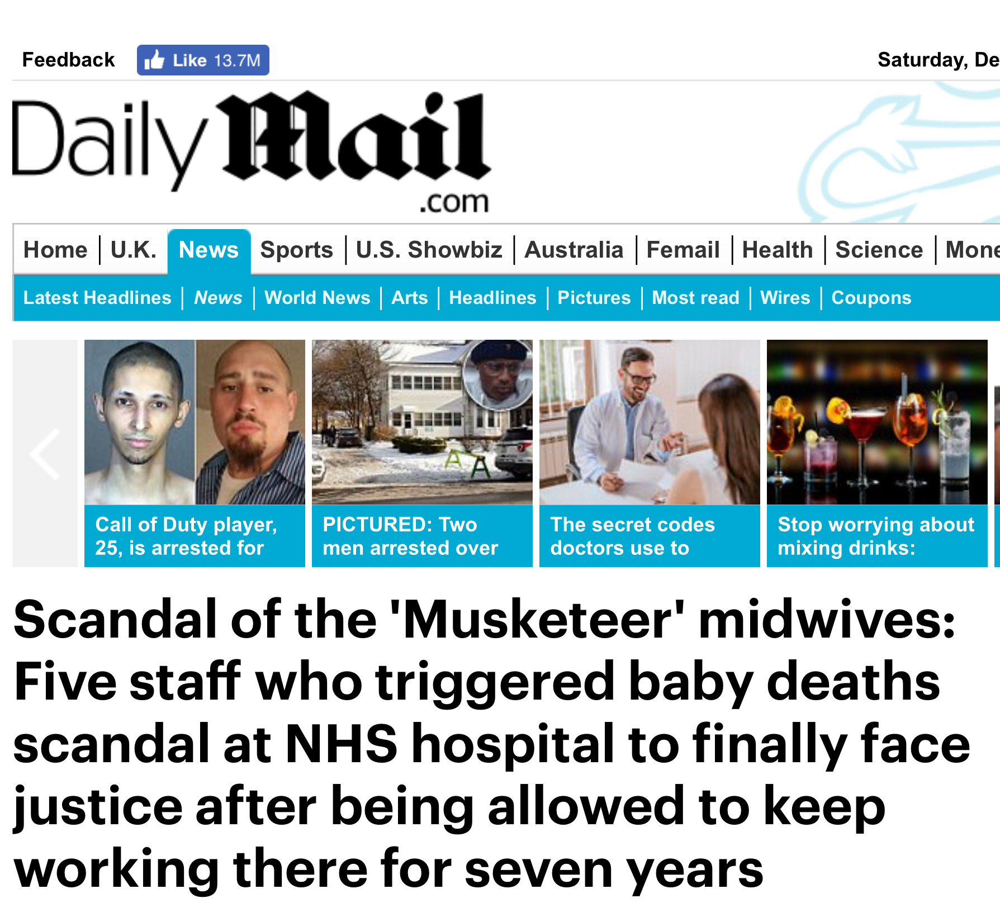 Feedback Like 13.7M Saturday, De
Daily Mail
.com
Home U.K. News Sports U.S. Showbiz Australia Femail Health Science Mone
Latest Headlines News World News Arts Headlines Pictures Most read Wires Coupons
Call of Duty player,
25, is arrested for
PICTURED: Two
men arrested over
The secret codes
doctors use to
Stop worrying about
mixing drinks:
Scandal of the 'Musketeer' midwives:
Five staff who triggered baby deaths
scandal at NHS hospital to finally face
justice after being allowed to keep
working there for seven years